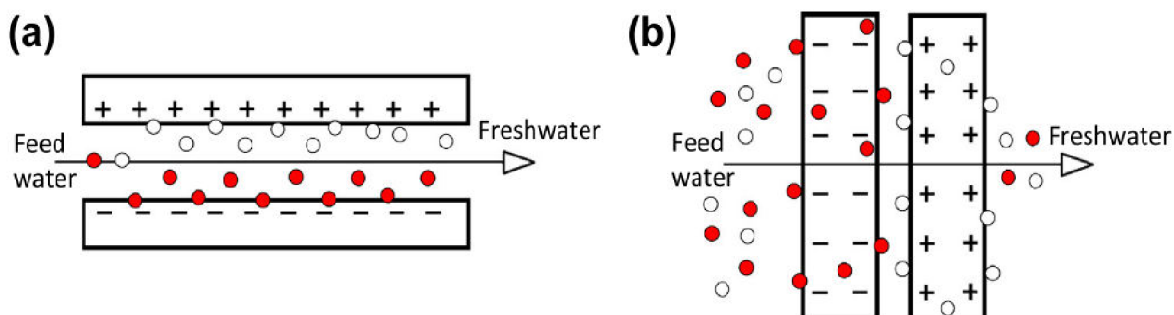 (a)
+ + + + + + + + + +
Feed
water
Freshwater
− − − − − − − − − −
(b)
− − + +
− − + +
− − + +
Feed
water
Freshwater
− − + +
− − + +
− − + +